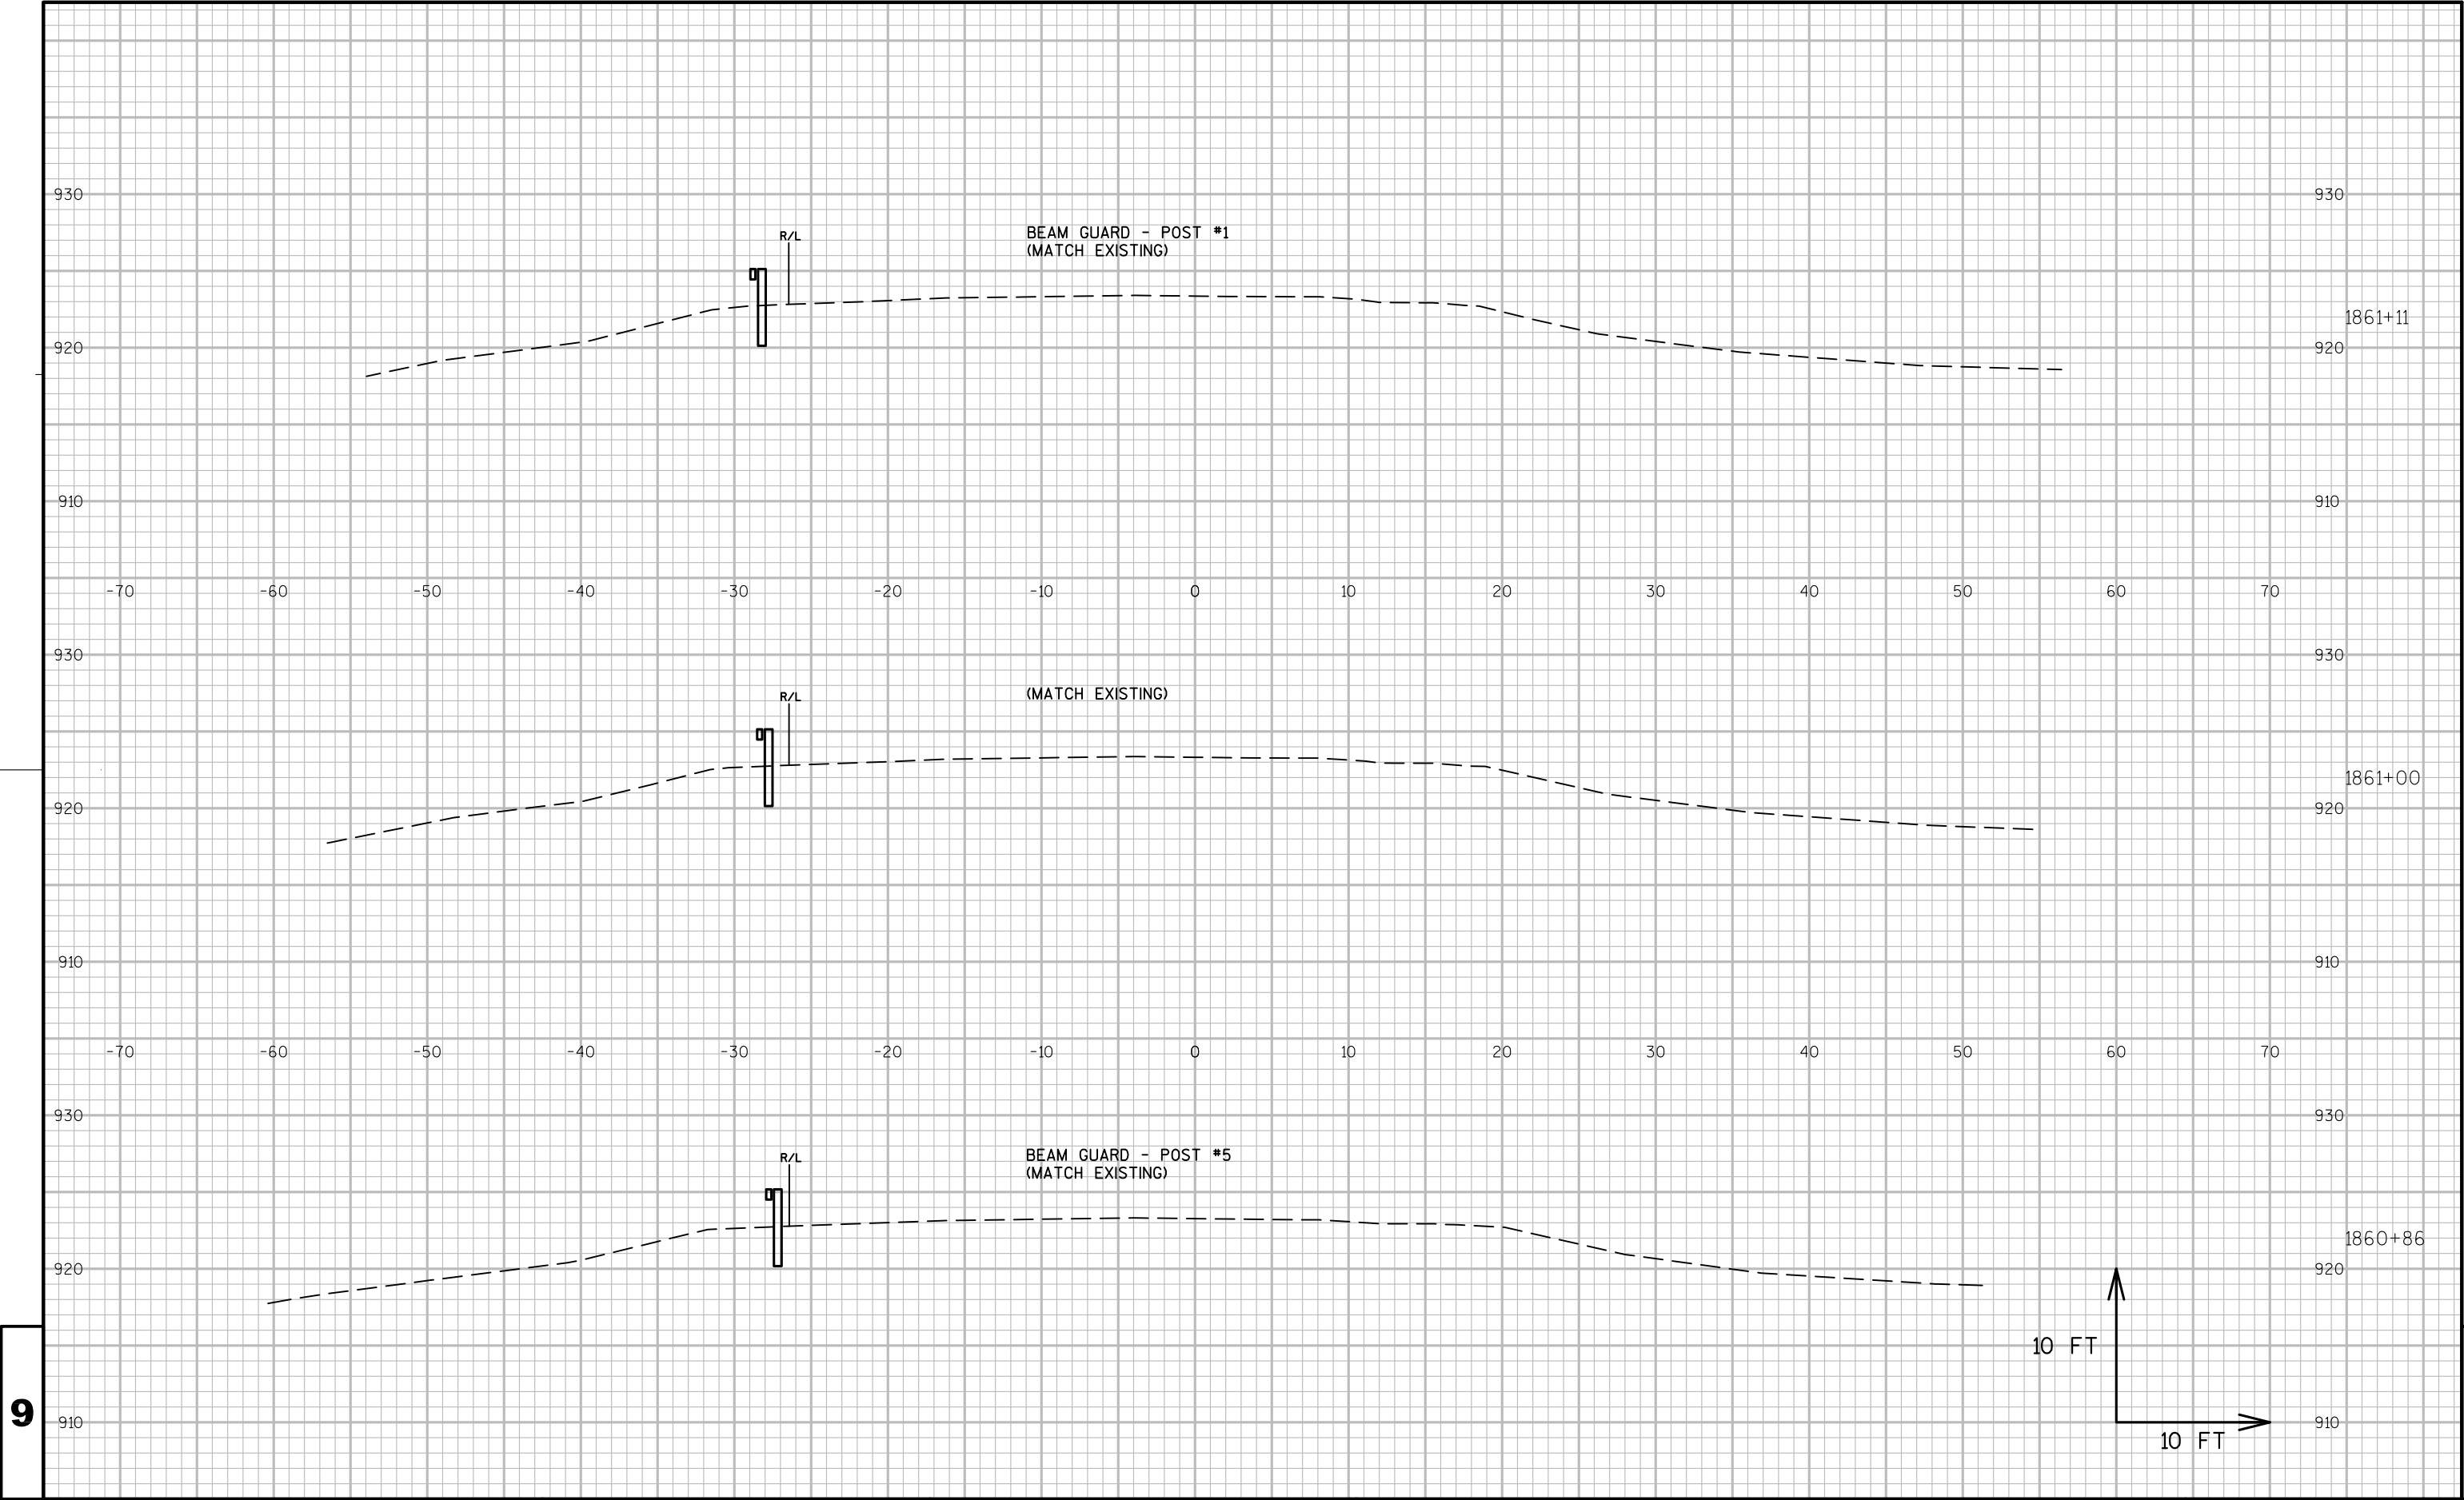 930 930
BEAM GUARD - POST #1
R/L
(MATCH EXISTING)
1861+11
920 920
910 910
-70 -60 -50 -40 -30 -20 -10 0 10 20 30 40 50 60 70
930 930
(MATCH EXISTING)
R/L
1861+00
920 920
910 910
-70 -60 -50 -40 -30 -20 -10 0 10 20 30 40 50 60 70
930 930
BEAM GUARD - POST #5
R/L
(MATCH EXISTING)
1860+86
920 920
10 FT
9
910 910
10 FT